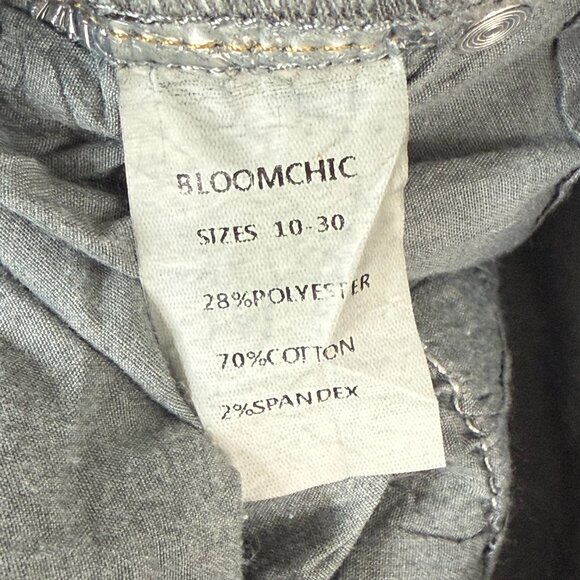 BLOOMCHIC
SIZES 10-30
28%POLYESTER
70%COTTON
2%SPANDEX